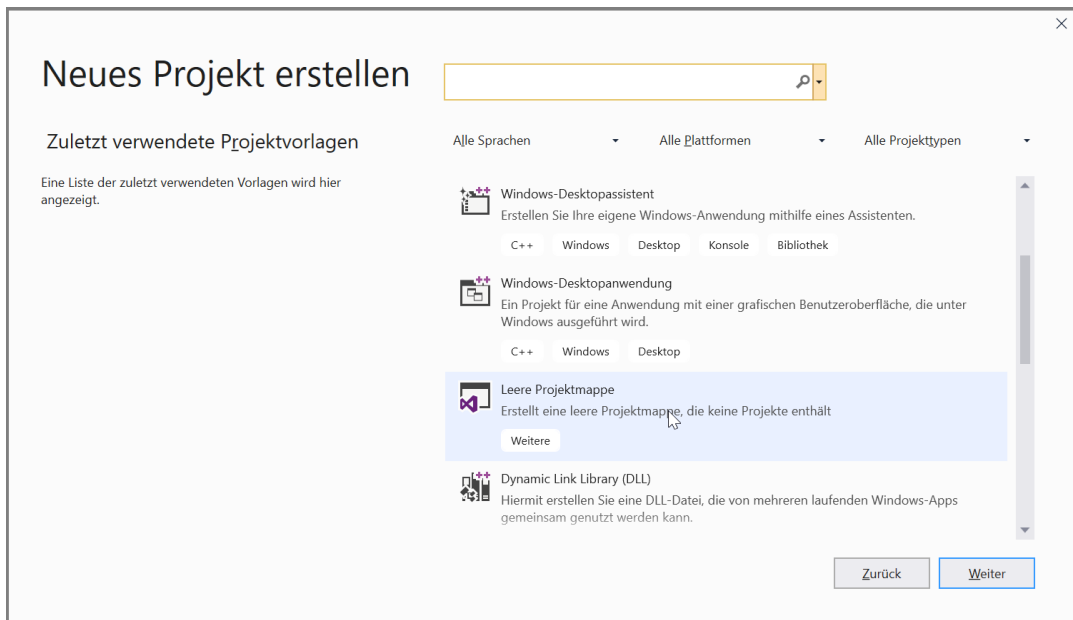 Neues Projekt erstellen
Zuletzt verwendete Projektvorlagen
Eine Liste der zuletzt verwendeten Vorlagen wird hier
angezeigt.
Alle Sprachen
Alle Plattformen
Alle Projekttypen
Windows-Desktopassistent
Erstellen Sie Ihre eigene Windows-Anwendung mithilfe eines Assistenten.
C++ Windows Desktop Konsole Bibliothek
Windows-Desktopanwendung
Ein Projekt für eine Anwendung mit einer grafischen Benutzeroberfläche, die unter
Windows ausgeführt wird.
C++ Windows Desktop
Leere Projektmappe
Erstellt eine leere Projektmappe, die keine Projekte enthält
Weitere
Dynamic Link Library (DLL)
Hiermit erstellen Sie eine DLL-Datei, die von mehreren laufenden Windows-Apps
gemeinsam genutzt werden kann.
Zurück
Weiter